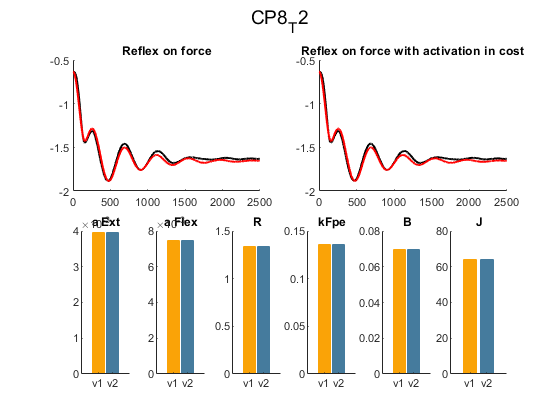 CP8_T2
Reflex on force
Reflex on force with activation in cost
-0.5
-1
-1.5
-2
0 500 1000 1500 2000 2500
-0.5
-1
-1.5
-2
0 500 1000 1500 2000 2500
a Ext
4
3
2
1
0
v1 v2
a Flex
8
6
4
2
0
v1 v2
R
1.5
1
0.5
0
v1 v2
kFpe
0.15
0.1
0.05
0
v1 v2
B
0.08
0.06
0.04
0.02
0
v1 v2
J
80
60
40
20
0
v1 v2